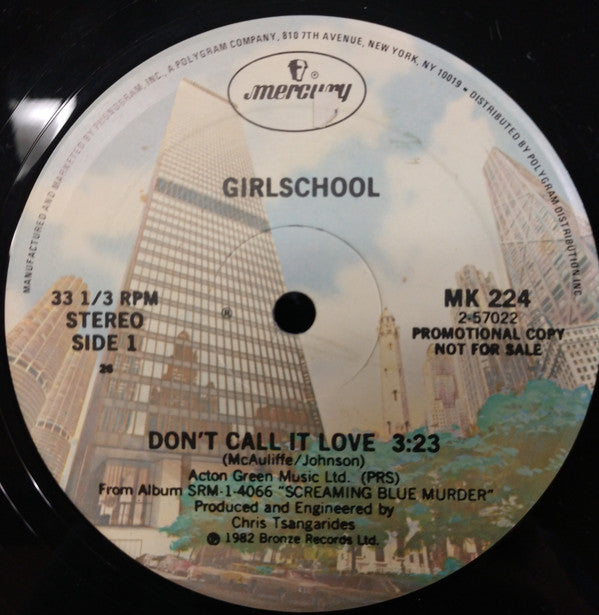 MANUFACTURED AND MARKETED BY PHONOGRAM, INC., A POLYGRAM COMPANY, 810 7TH AVENUE, NEW YORK, NY 10019 • DISTRIBUTED BY POLYGRAM DISTRIBUTION, INC
mercury ®
GIRLSCHOOL
33 1/3 RPM
STEREO
SIDE 1
26
®
MK 224
2-57022
PROMOTIONAL COPY
NOT FOR SALE
DON'T CALL IT LOVE 3:23
(McAuliffe/Johnson)
Acton Green Music Ltd. (PRS)
From Album SRM-1-4066 "SCREAMING BLUE MURDER"
Produced and Engineered by
Chris Tsangarides
℗ 1982 Bronze Records Ltd.